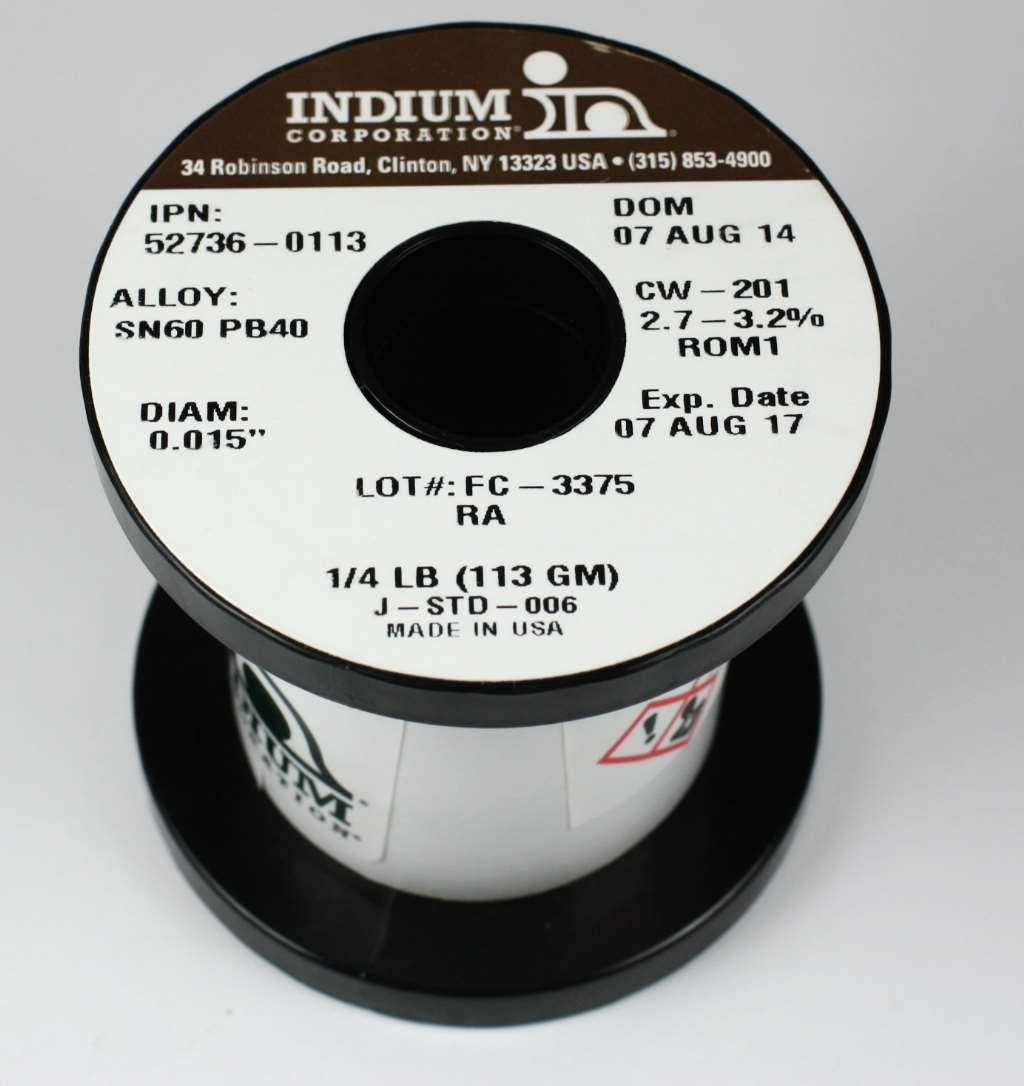 INDIUM
CORPORATION®
34 Robinson Road, Clinton, NY 13323 USA • (315) 853-4900
IPN:
52736-0113
DOM
07 AUG 14
ALLOY:
SN60 PB40
CW-201
2.7-3.2%
ROM1
DIAM:
0.015"
Exp. Date
07 AUG 17
LOT#: FC-3375
RA
1/4 LB (113 GM)
J-STD-006
MADE IN USA